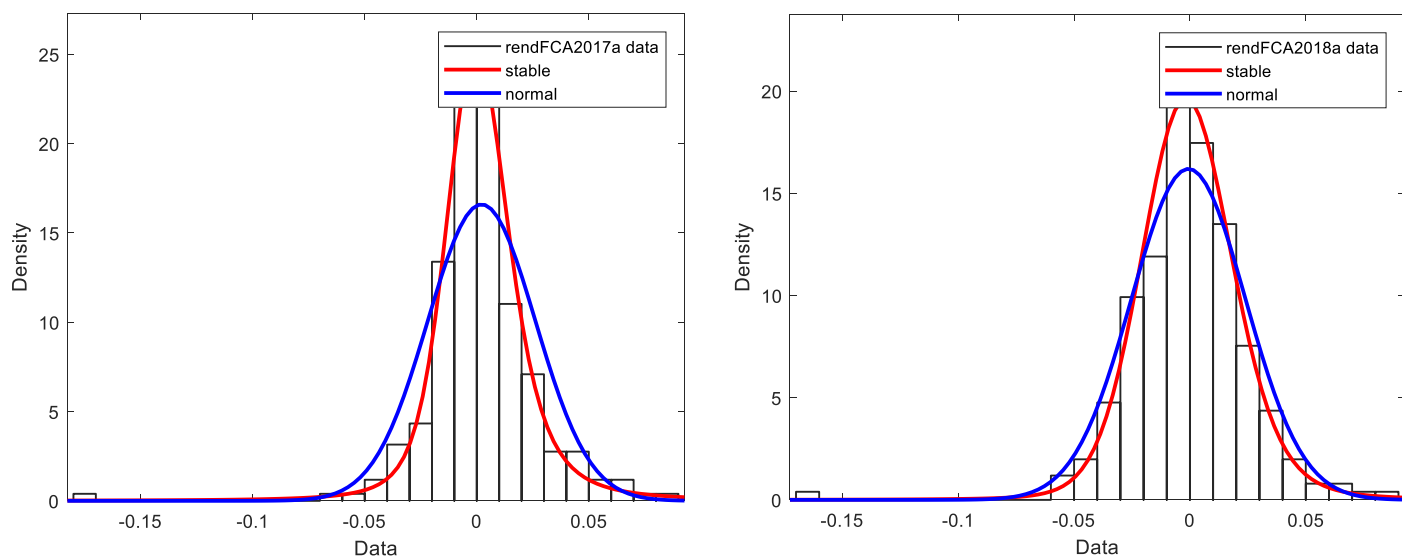 25
20
15
10
5
0
Density
-0.15
-0.1
-0.05
0
0.05
Data
rendFCA2017a data
stable
normal
20
15
10
5
0
Density
-0.15
-0.1
-0.05
0
0.05
Data
rendFCA2018a data
stable
normal